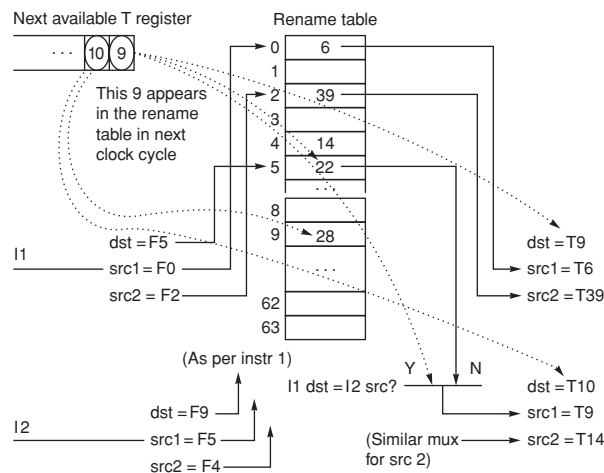 Next available T register
Rename table
· · ·
10
9
This 9 appears
in the rename
table in next
clock cycle
0
6
1
2
39
3
4
14
5
22
· · ·
8
9
28
· · ·
62
63
I1
dst = F5
src1 = F0
src2 = F2
dst = T9
src1 = T6
src2 = T39
(As per instr 1)
Y
N
I1 dst = I2 src?
I2
dst = F9
src1 = F5
src2 = F4
(Similar mux
for src 2)
dst = T10
src1 = T9
src2 = T14